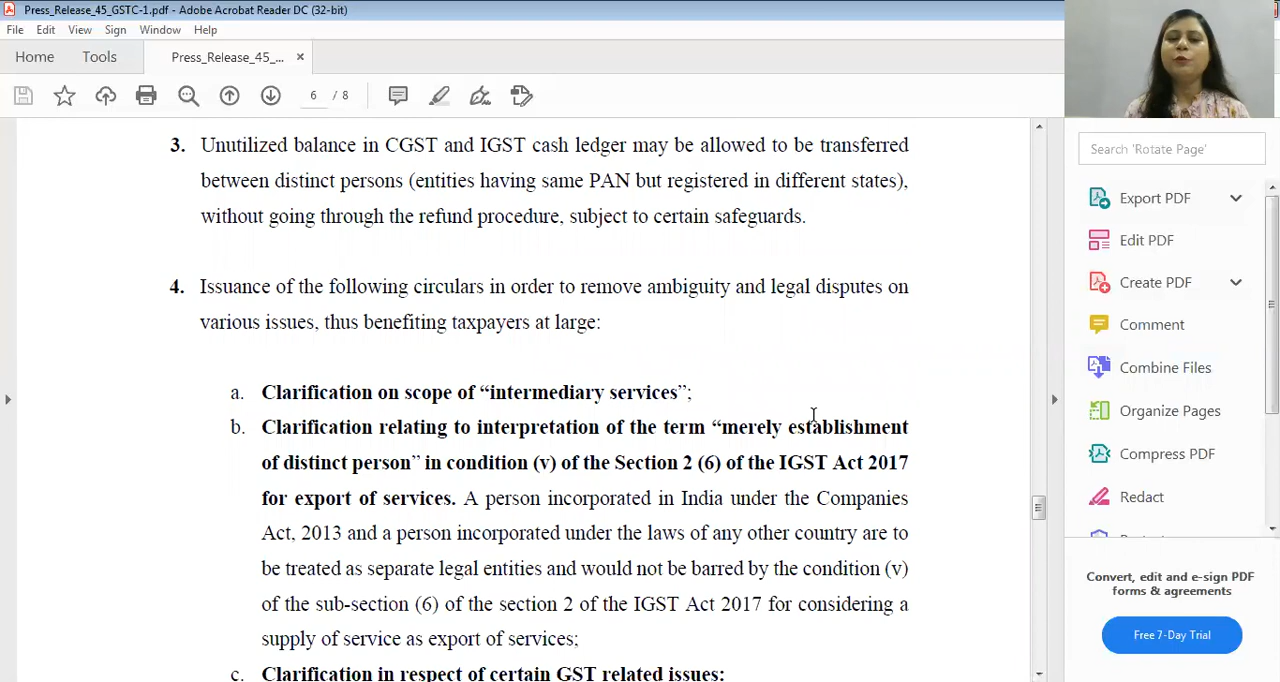 Press_Release_45_GSTC-1.pdf - Adobe Acrobat Reader DC (32-bit)
File Edit View Sign Window Help
Home Tools Press_Release_45_... ×
6 / 8
Search 'Rotate Page'
3. Unutilized balance in CGST and IGST cash ledger may be allowed to be transferred
between distinct persons (entities having same PAN but registered in different states),
without going through the refund procedure, subject to certain safeguards.
4. Issuance of the following circulars in order to remove ambiguity and legal disputes on
various issues, thus benefiting taxpayers at large:
a. Clarification on scope of “intermediary services”;
b. Clarification relating to interpretation of the term “merely establishment
of distinct person” in condition (v) of the Section 2 (6) of the IGST Act 2017
for export of services. A person incorporated in India under the Companies
Act, 2013 and a person incorporated under the laws of any other country are to
be treated as separate legal entities and would not be barred by the condition (v)
of the sub-section (6) of the section 2 of the IGST Act 2017 for considering a
supply of service as export of services;
c. Clarification in respect of certain GST related issues:
Export PDF
Edit PDF
Create PDF
Comment
Combine Files
Organize Pages
Compress PDF
Redact
Convert, edit and e-sign PDF
forms & agreements
Free 7-Day Trial